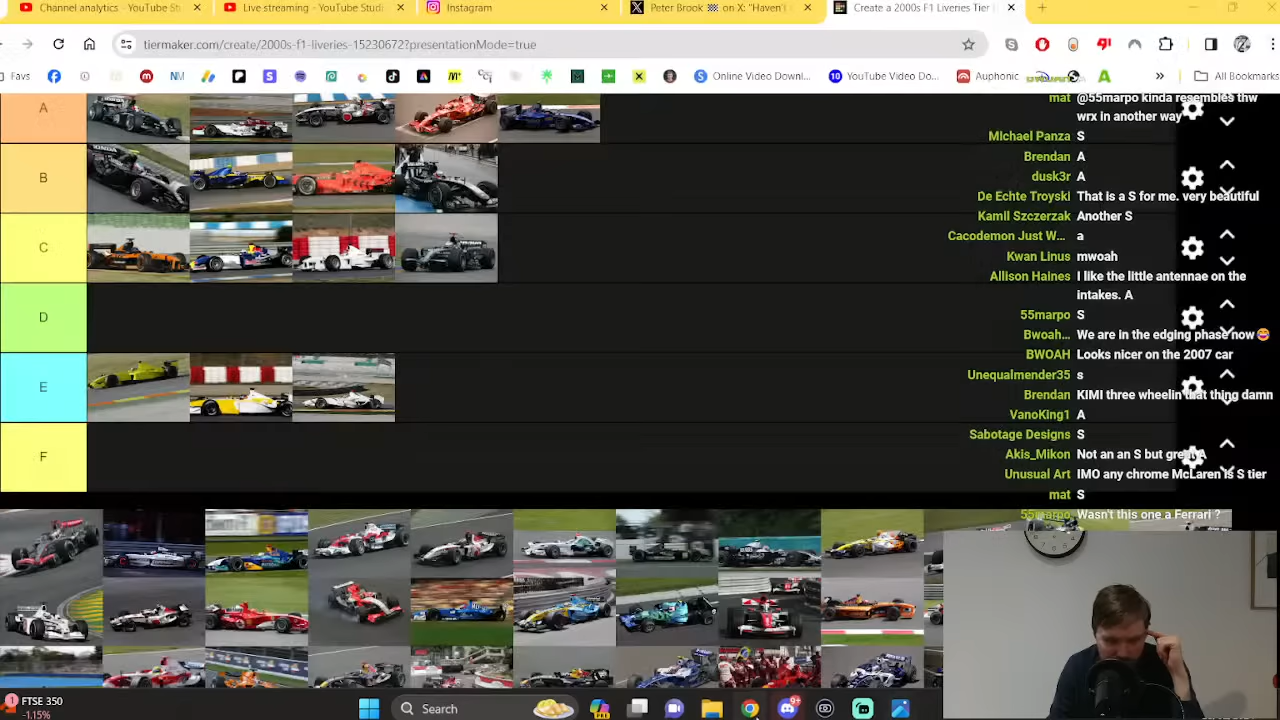 Channel analytics - YouTube St
Live streaming - YouTube Studi
Instagram
Peter Brook 🏁 on X: "Haven't
Create a 2000s F1 Liveries Tier
tiermaker.com/create/2000s-f1-liveries-15230672?presentationMode=true
Favs
Online Video Downl...
YouTube Video Do...
Auphonic
All Bookmarks
A
B
C
D
E
F
mat @55marpo kinda resembles thw
wrx in another way
Michael Panza S
Brendan A
dusk3r A
De Echte Troyski That is a S for me. very beautiful
Kamil Szczerzak Another S
Cacodemon Just W... a
Kwan Linus mwoah
Allison Haines I like the little antennae on the
intakes. A
55marpo S
Bwoah... We are in the edging phase now😅
BWOAH Looks nicer on the 2007 car
Unequalmender35 s
Brendan KIMI three wheelin that thing damn
VanoKing1 A
Sabotage Designs S
Akis_Mikon Not an an S but great A
Unusual Art IMO any chrome McLaren is S tier
mat S
55marpo Wasn't this one a Ferrari ?
FTSE 350
-1.15%
Search